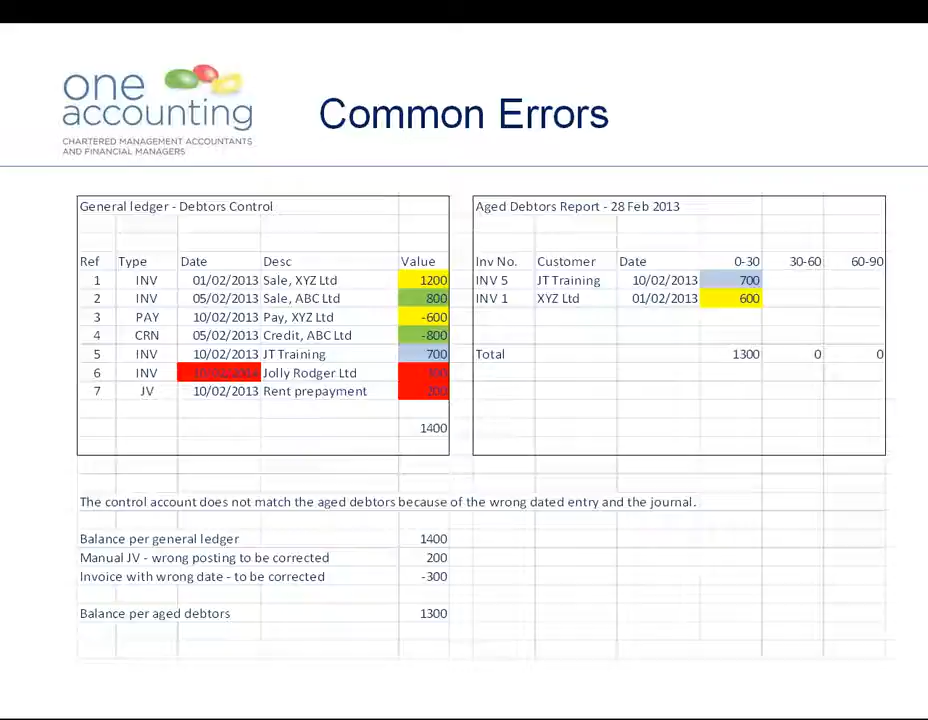 one
accounting
CHARTERED MANAGEMENT ACCOUNTANTS
AND FINANCIAL MANAGERS
Common Errors
General ledger - Debtors Control
Ref Type Date Desc Value
1 INV 01/02/2013 Sale, XYZ Ltd 1200
2 INV 05/02/2013 Sale, ABC Ltd 800
3 PAY 10/02/2013 Pay, XYZ Ltd -600
4 CRN 05/02/2013 Credit, ABC Ltd -800
5 INV 10/02/2013 JT Training 700
6 INV Jolly Rodger Ltd
7 JV 10/02/2013 Rent prepayment
1400
Aged Debtors Report - 28 Feb 2013
Inv No. Customer Date 0-30 30-60 60-90
INV 5 JT Training 10/02/2013 700
INV 1 XYZ Ltd 01/02/2013 600
Total 1300 0 0
The control account does not match the aged debtors because of the wrong dated entry and the journal.
Balance per general ledger 1400
Manual JV - wrong posting to be corrected 200
Invoice with wrong date - to be corrected -300
Balance per aged debtors 1300